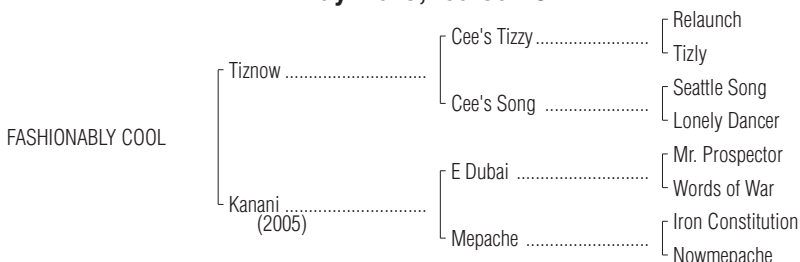 Relaunch
Cee's Tizzy
Tizly
Tiznow
Seattle Song
Cee's Song
Lonely Dancer
FASHIONABLY COOL
Mr. Prospector
E Dubai
Words of War
Kanani
(2005)
Iron Constitution
Mepache
Nowmepache